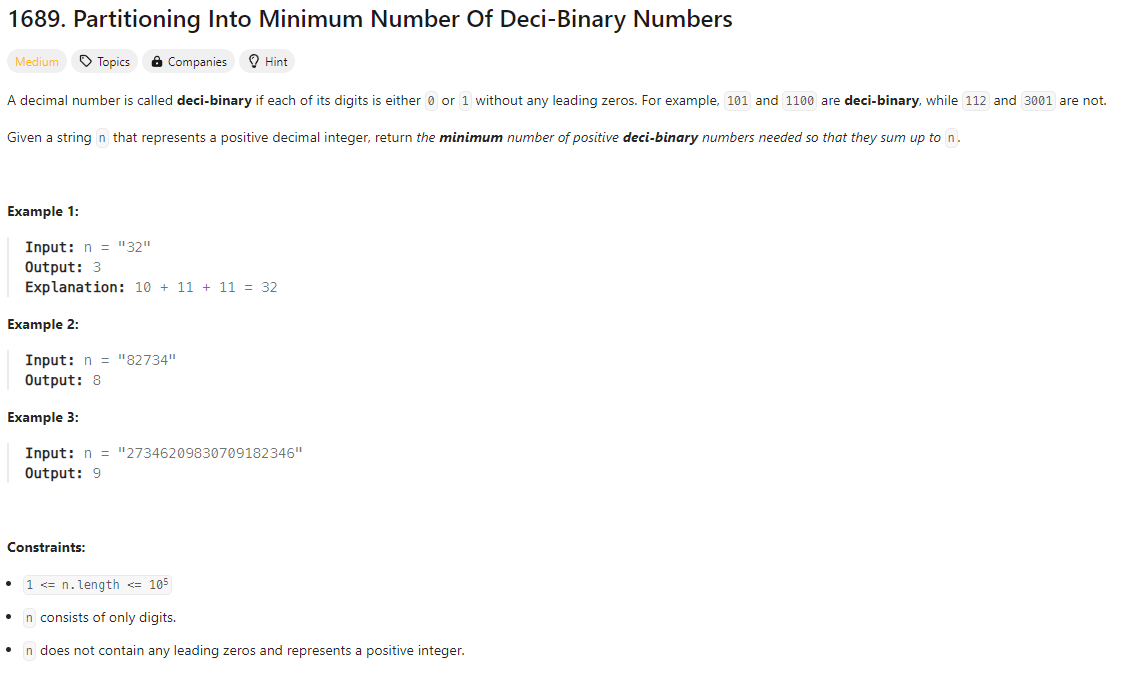 1689. Partitioning Into Minimum Number Of Deci-Binary Numbers
Medium Topics Companies Hint
A decimal number is called deci-binary if each of its digits is either 0 or 1 without any leading zeros. For example, 101 and 1100 are deci-binary, while 112 and 3001 are not.
Given a string n that represents a positive decimal integer, return the minimum number of positive deci-binary numbers needed so that they sum up to n.
Example 1:
Input: n = "32"
Output: 3
Explanation: 10 + 11 + 11 = 32
Example 2:
Input: n = "82734"
Output: 8
Example 3:
Input: n = "27346209830709182346"
Output: 9
Constraints:
• 1 <= n.length <= 10⁵
• n consists of only digits.
• n does not contain any leading zeros and represents a positive integer.